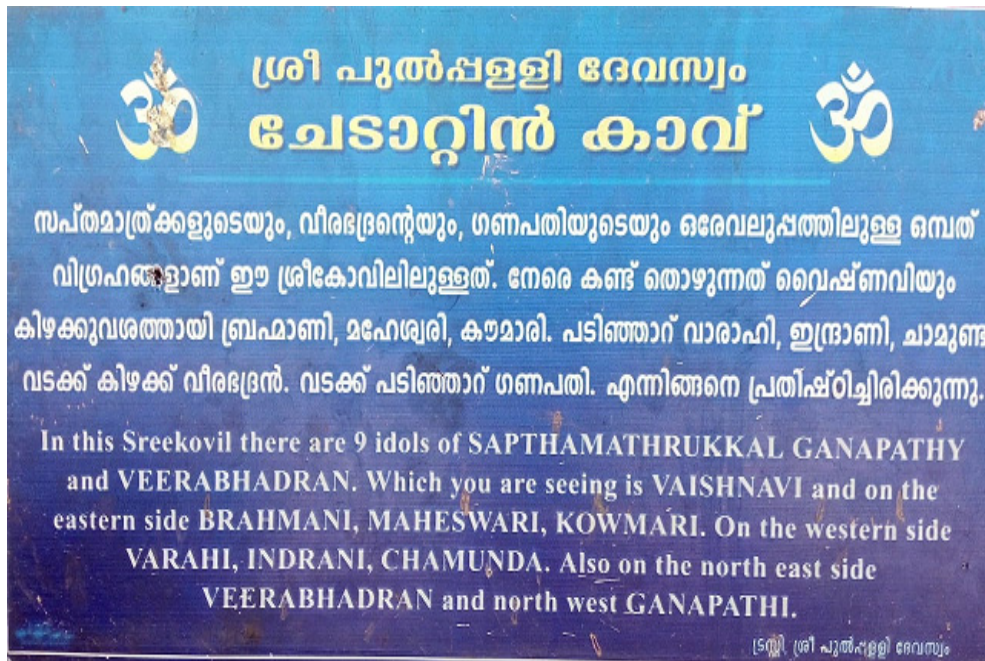 ശ്രീ പുൽപ്പള്ളി ദേവസ്വം
ചേടാറ്റിൻ കാവ്
സപ്തമാത്ര്ക്കളുടെയും, വീരഭദ്രന്റെയും, ഗണപതിയുടെയും ഒരേവലുപ്പത്തിലുള്ള ഒമ്പത്
വിഗ്രഹങ്ങളാണ് ഈ ശ്രീകോവിലിലുള്ളത്. നേരെ കണ്ട് തൊഴുന്നത് വൈഷ്ണവിയും
കിഴക്കുവശത്തായി ബ്രഹ്മാണി, മഹേശ്വരി, കൗമാരി. പടിഞ്ഞാറ് വാരാഹി, ഇന്ദ്രാണി, ചാമുണ്ട
വടക്ക് കിഴക്ക് വീരഭദ്രൻ. വടക്ക് പടിഞ്ഞാറ് ഗണപതി. എന്നിങ്ങനെ പ്രതിഷ്ഠിച്ചിരിക്കുന്നു.
In this Sreekovil there are 9 idols of SAPTHAMATHRUKKAL GANAPATHY
and VEERABHADRAN. Which you are seeing is VAISHNAVI and on the
eastern side BRAHMANI, MAHESWARI, KOWMARI. On the western side
VARAHI, INDRANI, CHAMUNDA. Also on the north east side
VEERABHADRAN and north west GANAPATHI.
ട്രസ്റ്റി, ശ്രീ പുൽപ്പള്ളി ദേവസ്വം